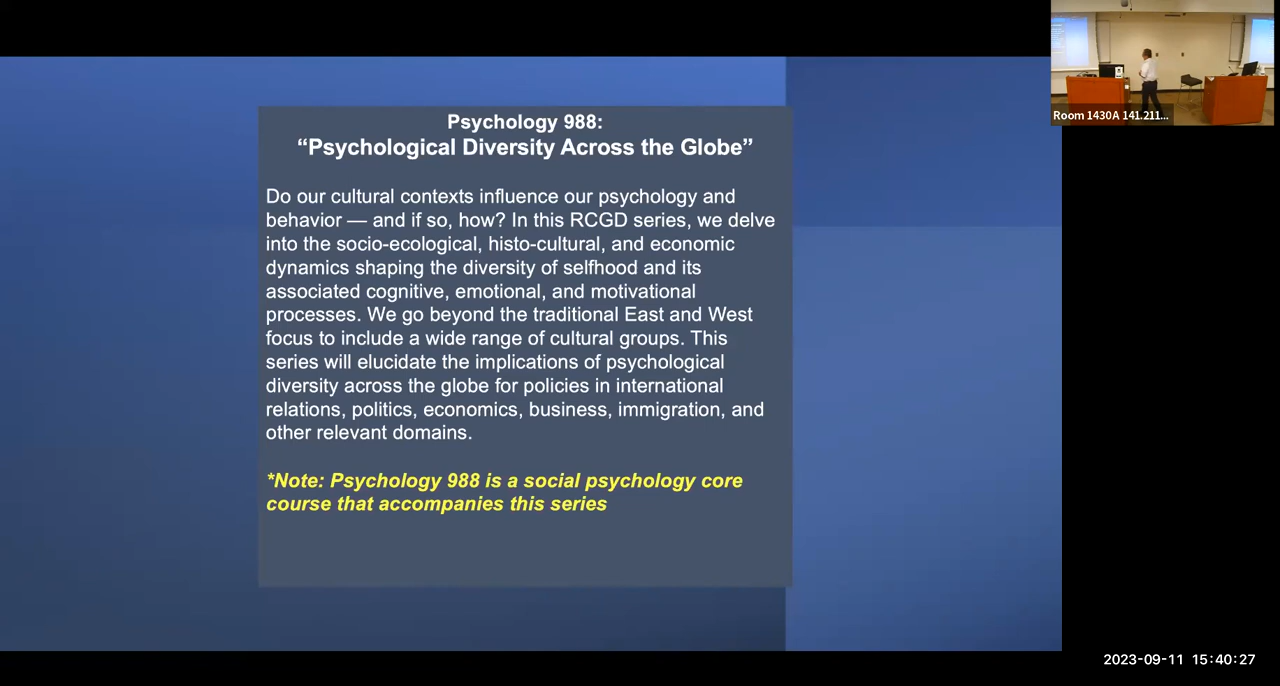 Psychology 988:
“Psychological Diversity Across the Globe”
Do our cultural contexts influence our psychology and
behavior — and if so, how? In this RCGD series, we delve
into the socio-ecological, histo-cultural, and economic
dynamics shaping the diversity of selfhood and its
associated cognitive, emotional, and motivational
processes. We go beyond the traditional East and West
focus to include a wide range of cultural groups. This
series will elucidate the implications of psychological
diversity across the globe for policies in international
relations, politics, economics, business, immigration, and
other relevant domains.
*Note: Psychology 988 is a social psychology core
course that accompanies this series
Room 1430A 141.211...
2023-09-11 15:40:27